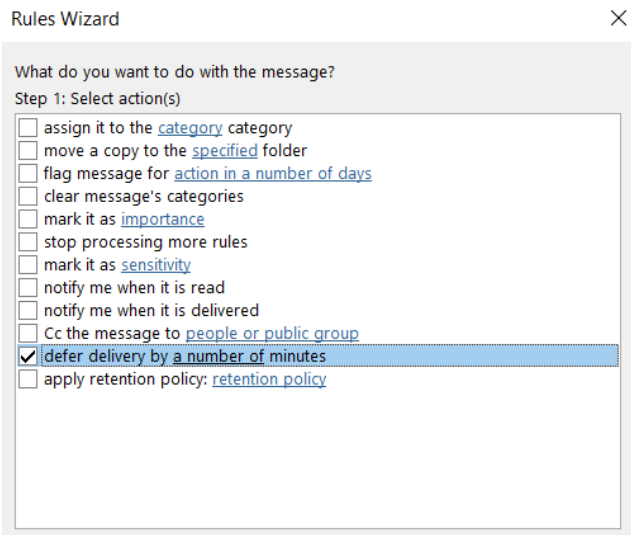 Rules Wizard
What do you want to do with the message?
Step 1: Select action(s)
assign it to the category category
move a copy to the specified folder
flag message for action in a number of days
clear message's categories
mark it as importance
stop processing more rules
mark it as sensitivity
notify me when it is read
notify me when it is delivered
Cc the message to people or public group
defer delivery by a number of minutes
apply retention policy: retention policy